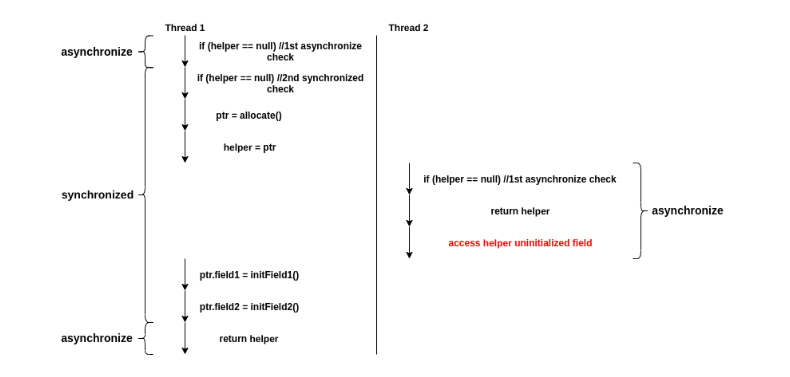 Thread 1
Thread 2
asynchronize
if (helper == null) //1st asynchronize
check
if (helper == null) //2nd synchronized
check
ptr = allocate()
helper = ptr
if (helper == null) //1st asynchronize check
synchronized
return helper
asynchronize
access helper uninitialized field
ptr.field1 = initField1()
ptr.field2 = initField2()
asynchronize
return helper